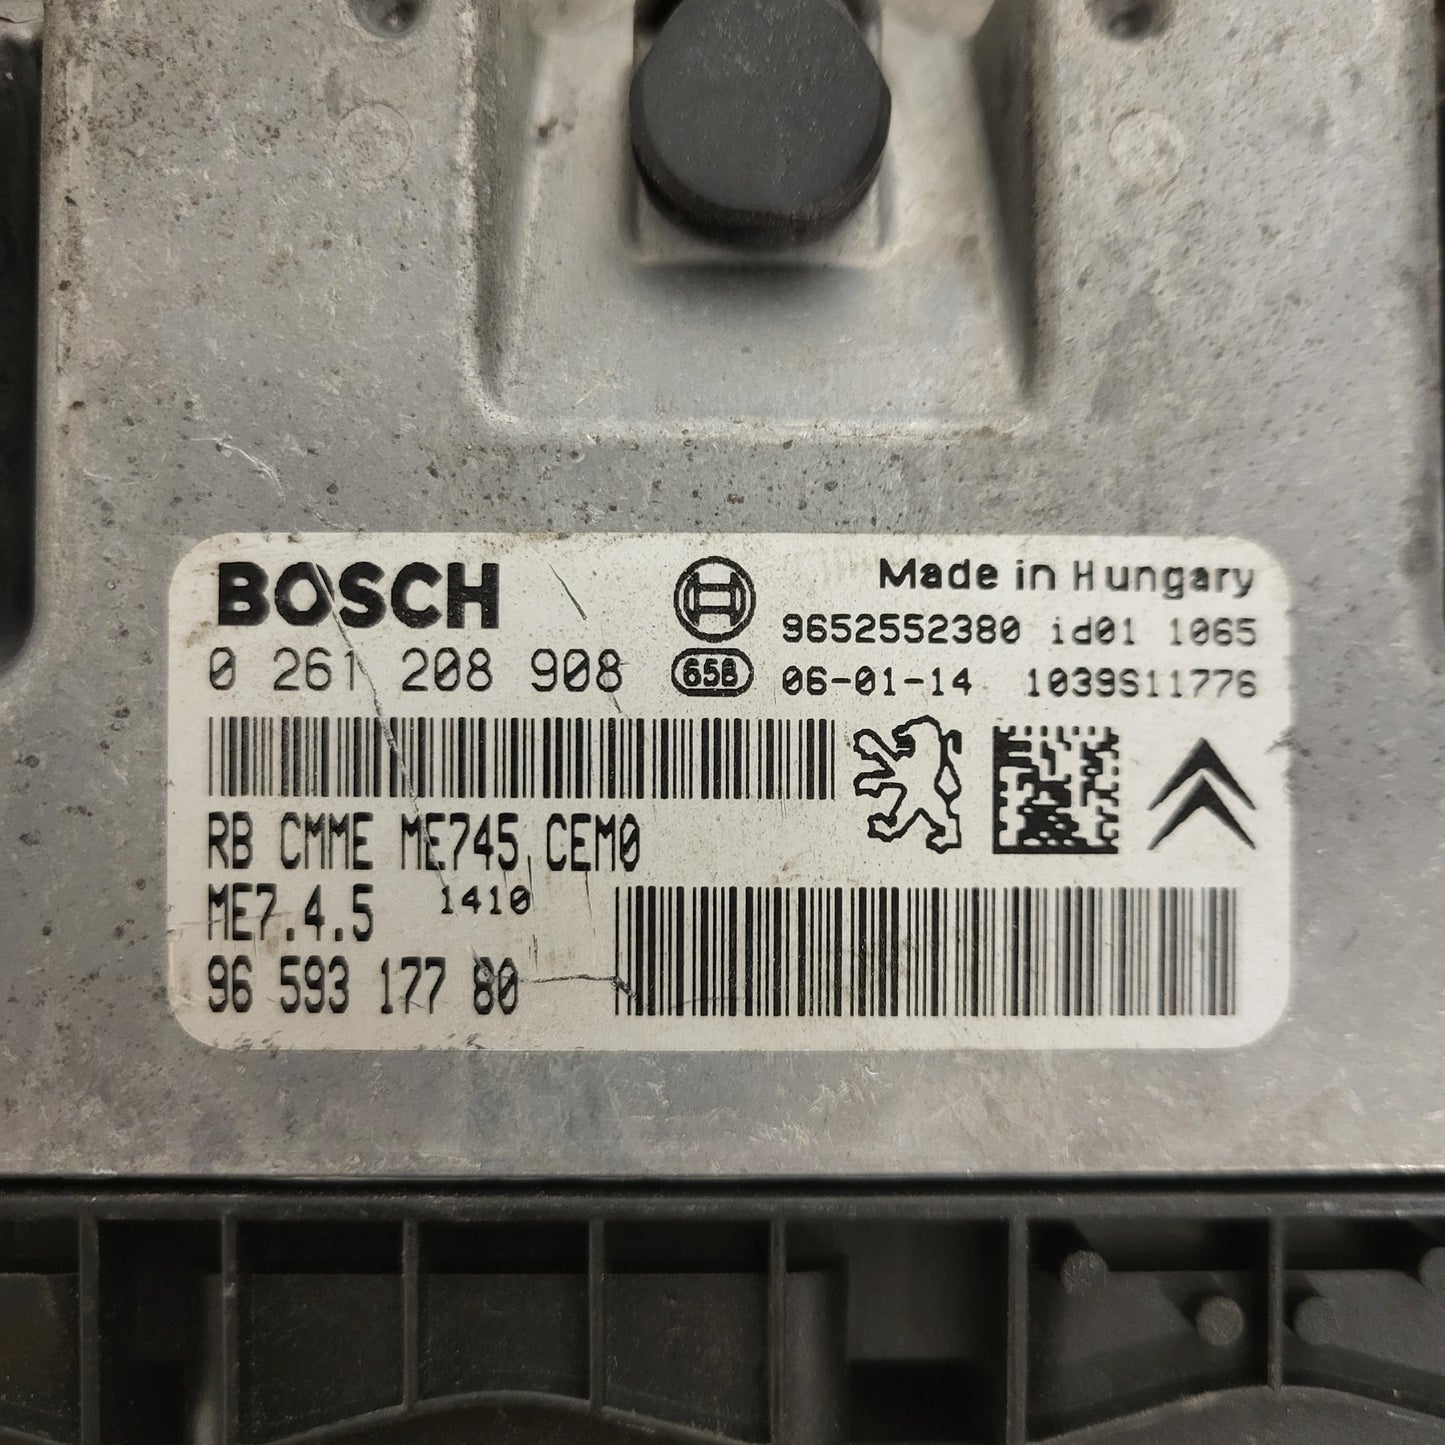 BOSCH
Made in Hungary
9652552380 id01 1065
0 261 208 908
658
06-01-14 1039S11776
RB CMME ME745 CEM0
ME7.4.5 1410
96 593 177 80